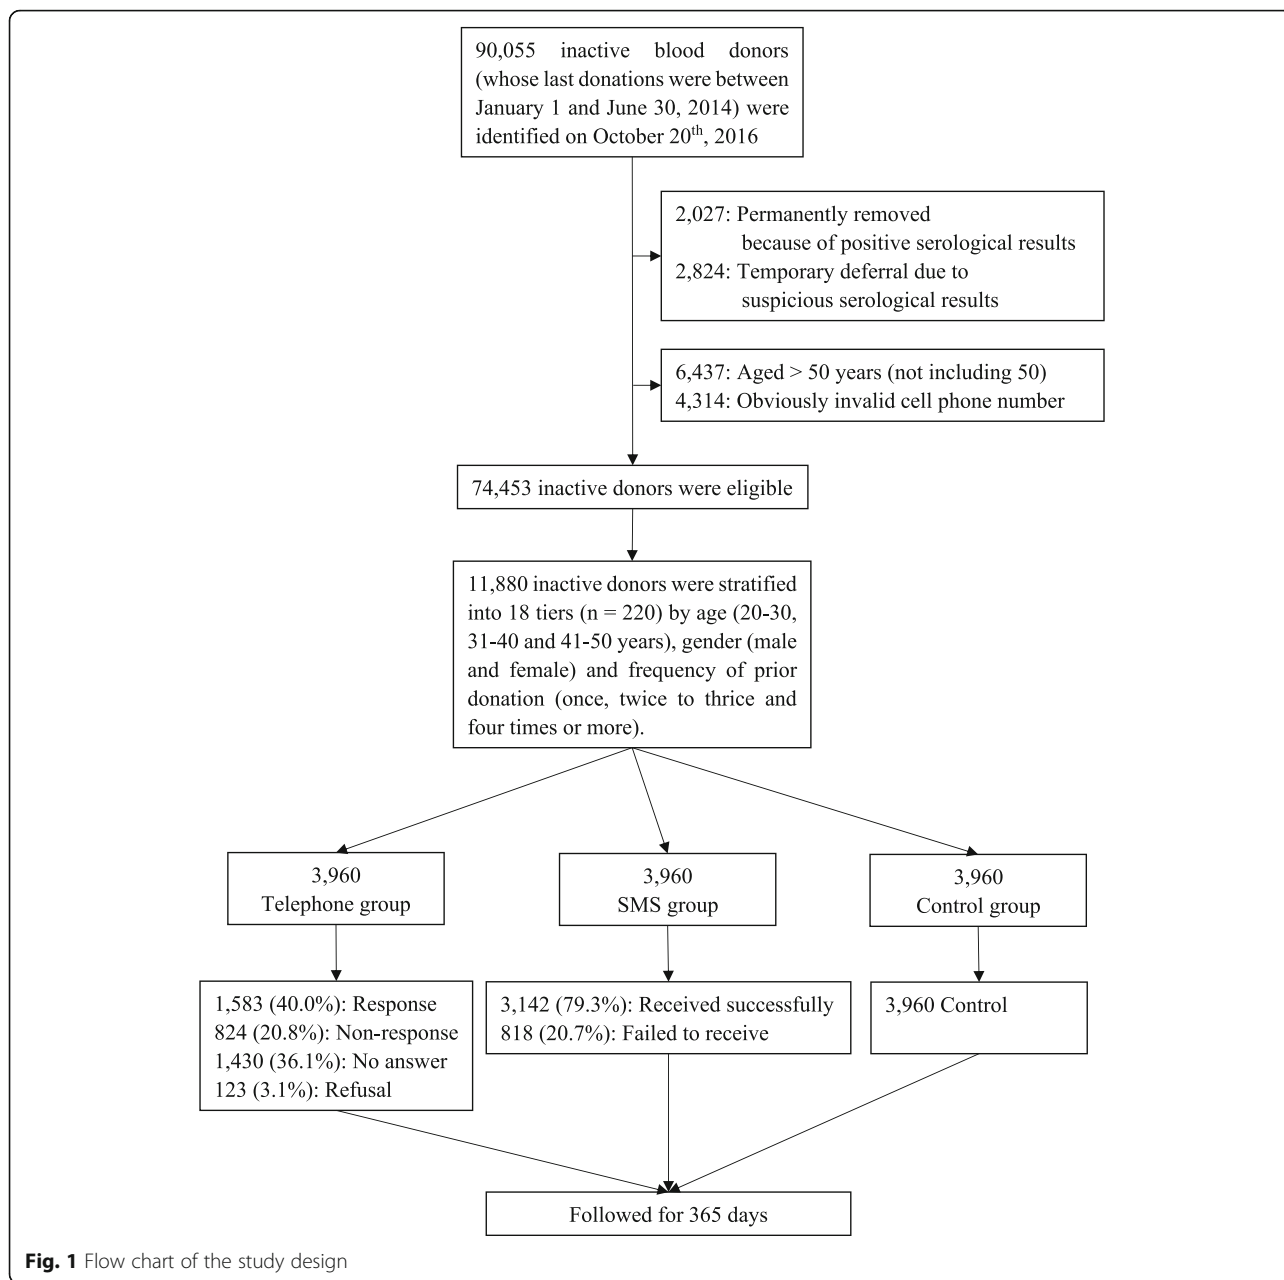 90,055 inactive blood donors
(whose last donations were between
January 1 and June 30, 2014) were
identified on October 20th, 2016
2,027: Permanently removed
because of positive serological results
2,824: Temporary deferral due to
suspicious serological results
6,437: Aged > 50 years (not including 50)
4,314: Obviously invalid cell phone number
74,453 inactive donors were eligible
11,880 inactive donors were stratified
into 18 tiers (n = 220) by age (20-30,
31-40 and 41-50 years), gender (male
and female) and frequency of prior
donation (once, twice to thrice and
four times or more).
3,960
Telephone group
3,960
SMS group
3,960
Control group
1,583 (40.0%): Response
824 (20.8%): Non-response
1,430 (36.1%): No answer
123 (3.1%): Refusal
3,142 (79.3%): Received successfully
818 (20.7%): Failed to receive
3,960 Control
Followed for 365 days
Fig. 1 Flow chart of the study design